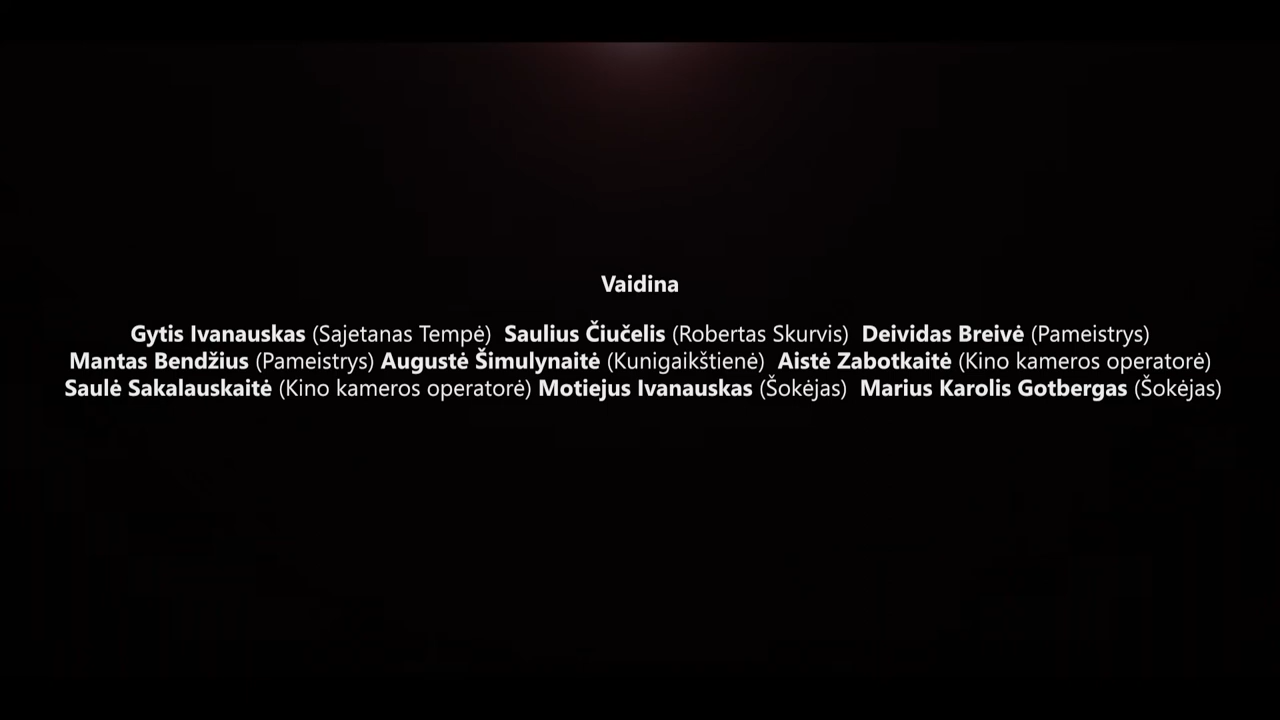 Vaidina
Gytis Ivanauskas (Sajetanas Tempė) Saulius Čiučelis (Robertas Skurvis) Deividas Breivė (Pameistrys)
Mantas Bendžius (Pameistrys) Augustė Šimulynaitė (Kunigaikštienė) Aistė Zabotkaitė (Kino kameros operatorė)
Saulė Sakalauskaitė (Kino kameros operatorė) Motiejus Ivanauskas (Šokėjas) Marius Karolis Gotbergas (Šokėjas)